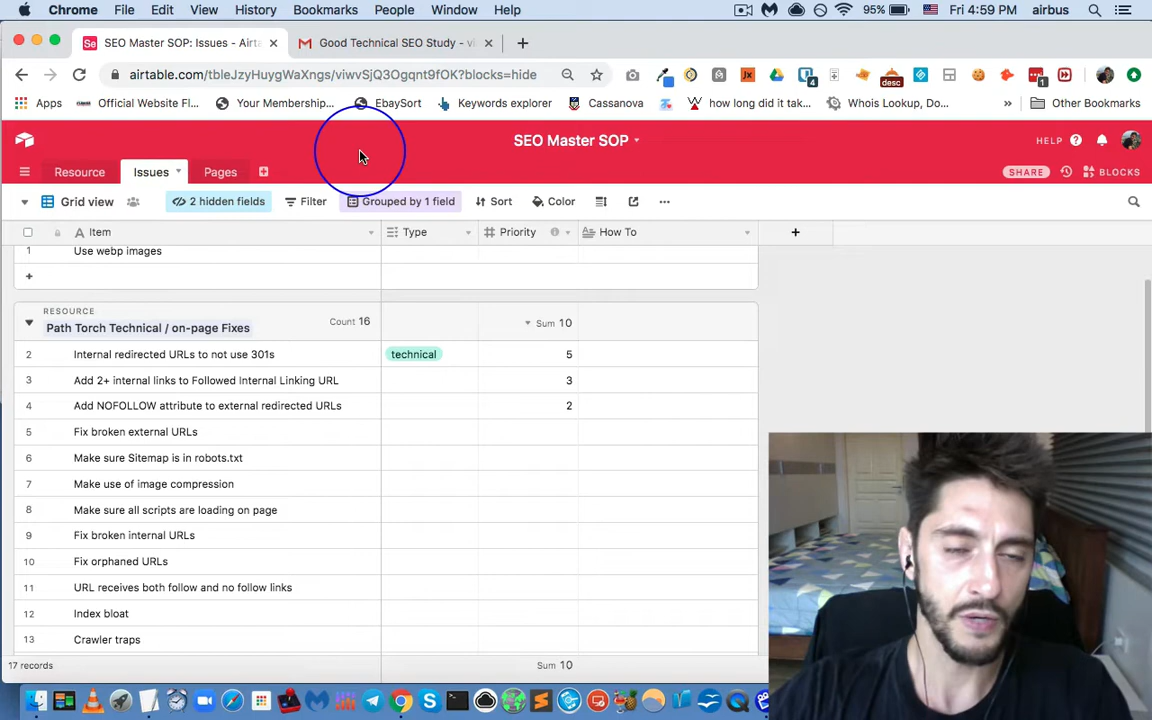 Chrome File Edit View History Bookmarks People Window Help 95% Fri 4:59 PM airbus
SEO Master SOP: Issues - Airta Good Technical SEO Study - vi
airtable.com/tbleJzyHuygWaXngs/viwvSjQ3Ogqnt9fOK?blocks=hide Jx 4 desc 1
Apps Official Website Fl... Your Membership,... EbaySort Keywords explorer Cassanova how long did it tak... Whois Lookup, Do... » Other Bookmarks
SEO Master SOP HELP
Resource Issues Pages SHARE BLOCKS
Grid view 2 hidden fields Filter Grouped by 1 field Sort Color
Item Type Priority How To
1 Use webp images
RESOURCE
Path Torch Technical / on-page Fixes Count 16 Sum 10
2 Internal redirected URLs to not use 301s technical 5
3 Add 2+ internal links to Followed Internal Linking URL 3
4 Add NOFOLLOW attribute to external redirected URLs 2
5 Fix broken external URLs
6 Make sure Sitemap is in robots.txt
7 Make use of image compression
8 Make sure all scripts are loading on page
9 Fix broken internal URLs
10 Fix orphaned URLs
11 URL receives both follow and no follow links
12 Index bloat
13 Crawler traps
17 records Sum 10